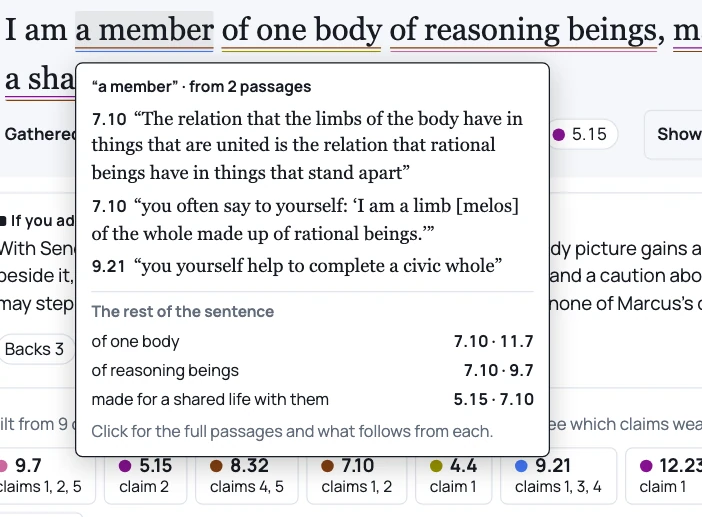 I am a member of one body of reasoning beings,
a sha
"a member" · from 2 passages
7.10 “The relation that the limbs of the body have in
things that are united is the relation that rational
beings have in things that stand apart”
7.10 “you often say to yourself: ‘I am a limb [melos]
of the whole made up of rational beings.’”
9.21 “you yourself help to complete a civic whole”
The rest of the sentence
of one body 7.10 · 11.7
of reasoning beings 7.10 · 9.7
made for a shared life with them 5.15 · 7.10
Click for the full passages and what follows from each.
Gathered
5.15
Show
If you ad
With Sen
dy picture gains a
beside it,
and a caution abo
may step
none of Marcus's
Backs 3
ilt from 9
ee which claims wea
9.7 5.15 8.32 7.10 4.4 9.21 12.23
claims 1, 2, 5 claim 2 claims 4, 5 claims 1, 2 claim 1 claims 1, 3, 4 claim 1